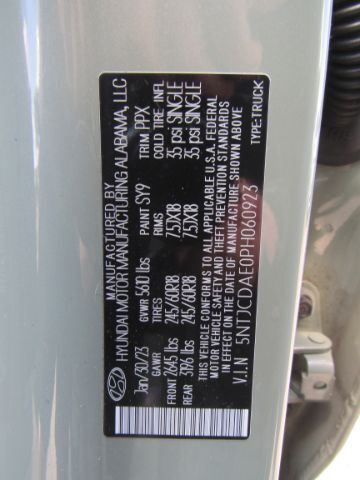 MANUFACTURED BY
HYUNDAI MOTOR MANUFACTURING ALABAMA, LLC
Jan/30/23 GVWR 5610 lbs PAINT SY9 TRIM PPX
TIRES RIMS COLD TIRE INFL
FRONT 2645 lbs 245/60R18 7.5JX18 35 psi SINGLE
REAR 3196 lbs 245/60R18 7.5JX18 35 psi SINGLE
THIS VEHICLE CONFORMS TO ALL APPLICABLE U.S.A. FEDERAL
MOTOR VEHICLE SAFETY AND THEFT PREVENTION STANDARDS
IN EFFECT ON THE DATE OF MANUFACTURE SHOWN ABOVE.
V.I.N 5NTJCDAE0PH060923 TYPE:TRUCK